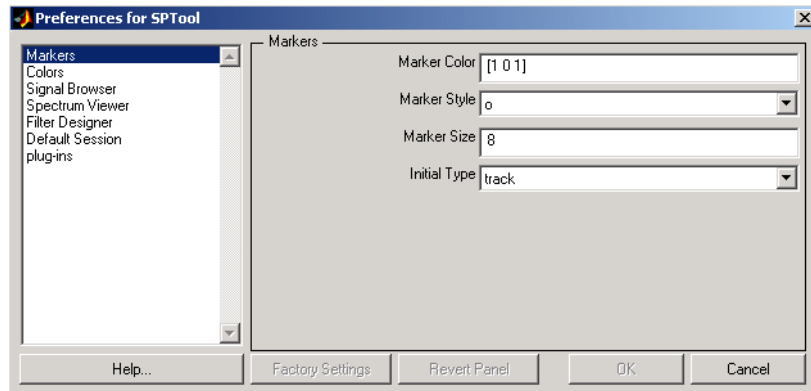 Preferences for SPTool
Markers
Colors
Signal Browser
Spectrum Viewer
Filter Designer
Default Session
plug-ins
Markers
Marker Color [1 0 1]
Marker Style o
Marker Size 8
Initial Type track
Help... Factory Settings Revert Panel OK Cancel